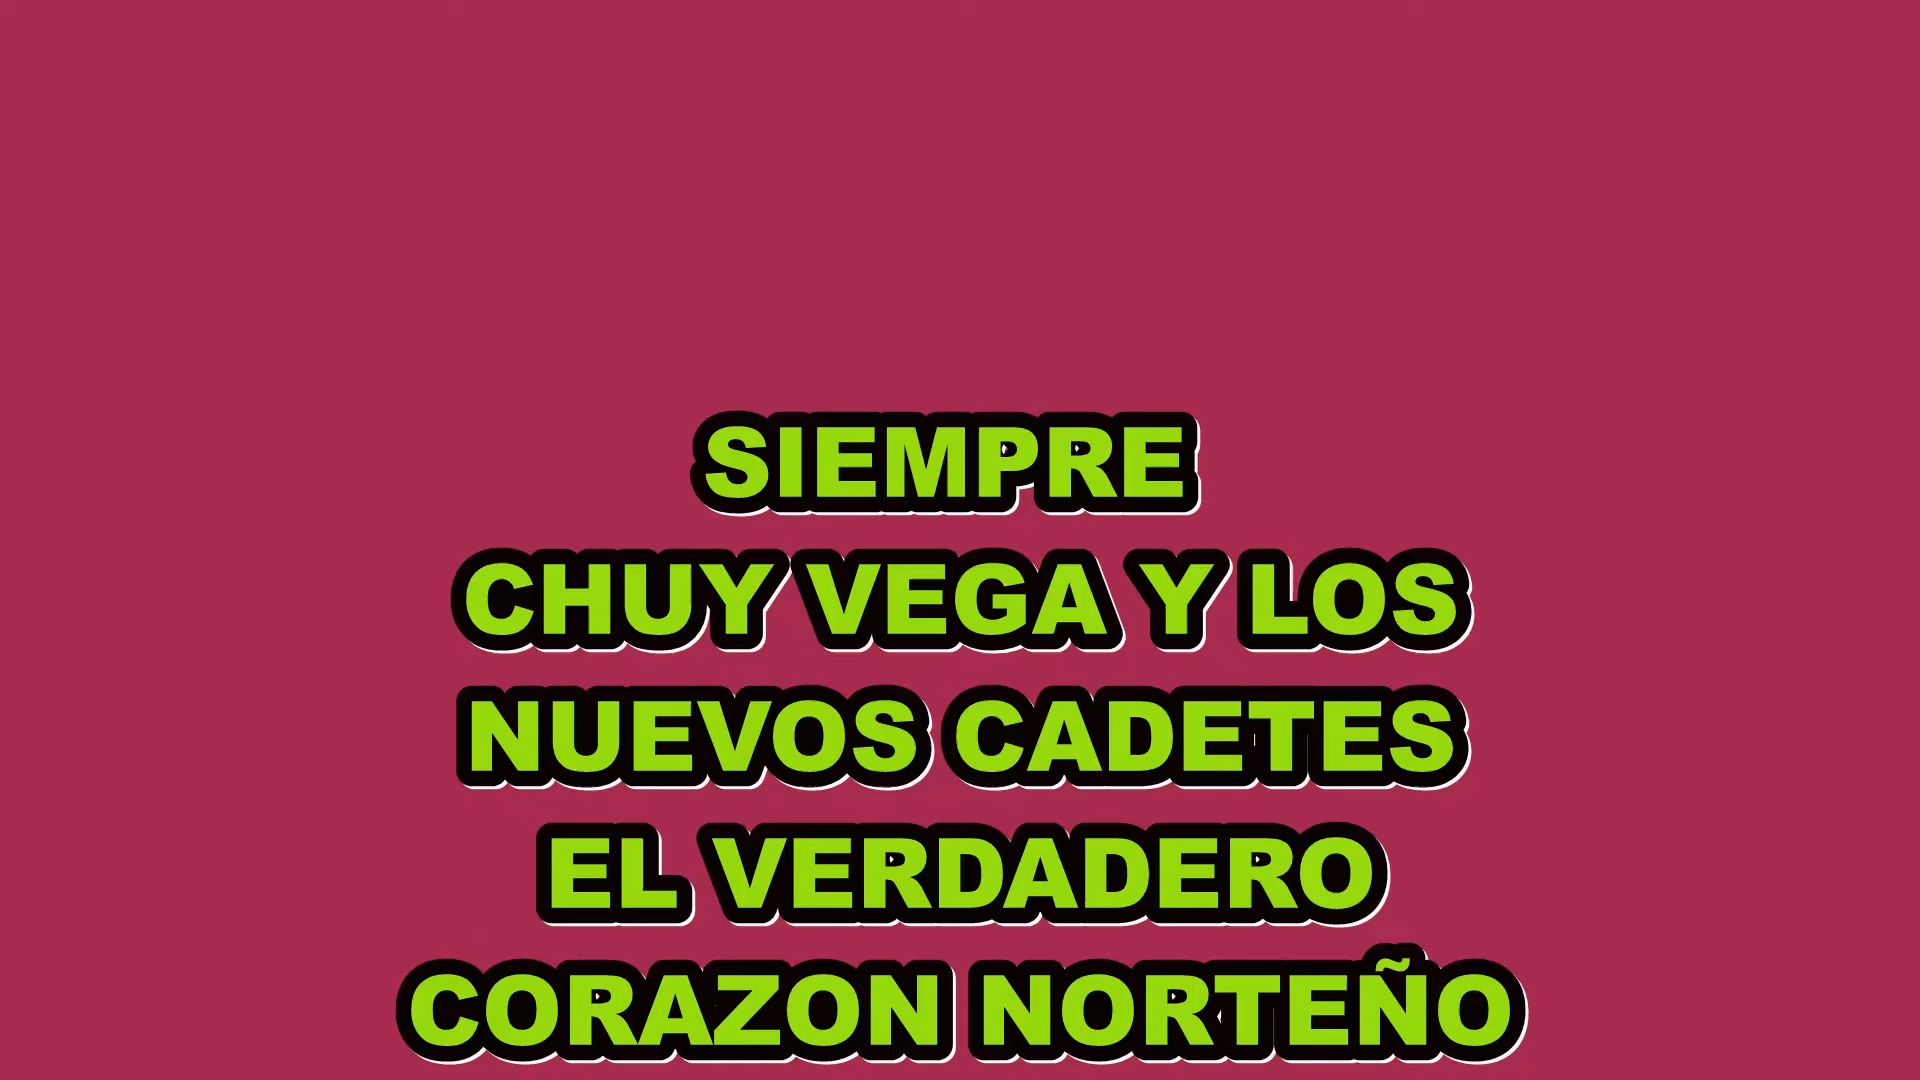 SIEMPRE
CHUY VEGA Y LOS
NUEVOS CADETES
EL VERDADERO
CORAZON NORTEÑO